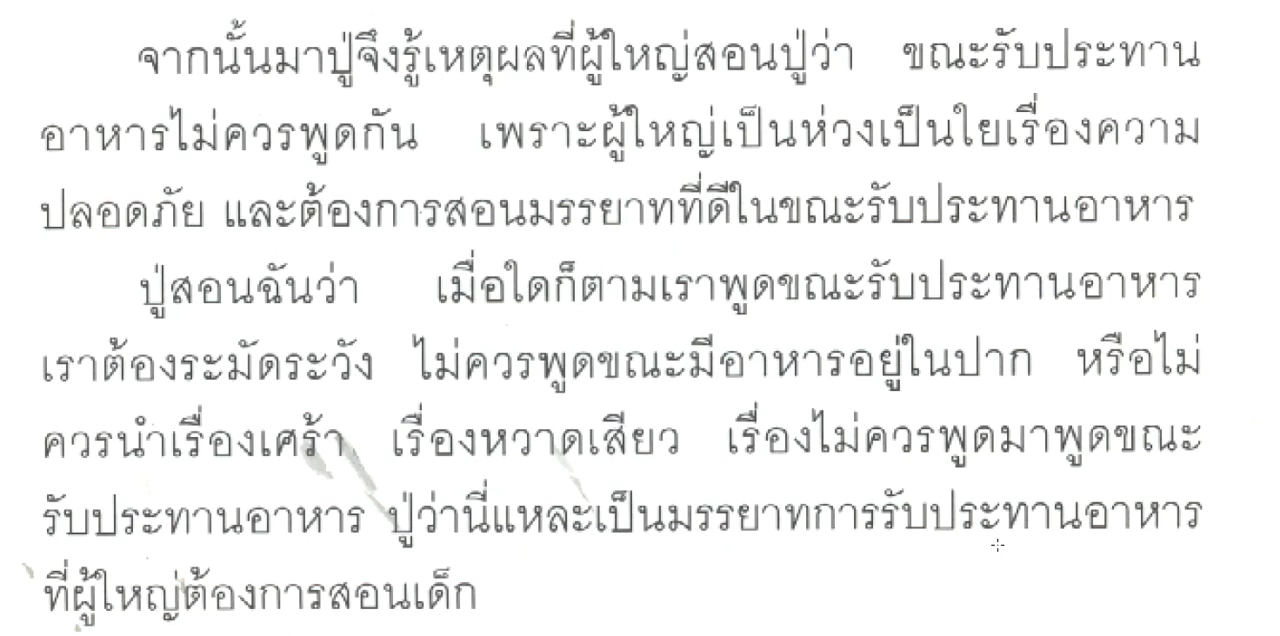 จากนั้นมาปู่จึงรู้เหตุผลที่ผู้ใหญ่สอนปู่ว่า ขณะรับประทาน
อาหารไม่ควรพูดกัน เพราะผู้ใหญ่เป็นห่วงเป็นใยเรื่องความ
ปลอดภัย และต้องการสอนมรรยาทที่ดีในขณะรับประทานอาหาร
ปู่สอนฉันว่า เมื่อใดก็ตามเราพูดขณะรับประทานอาหาร
เราต้องระมัดระวัง ไม่ควรพูดขณะมีอาหารอยู่ในปาก หรือไม่
ควรนำเรื่องเศร้า เรื่องหวาดเสียว เรื่องไม่ควรพูดมาพูดขณะ
รับประทานอาหาร ปู่ว่านี่แหละเป็นมรรยาทการรับประทานอาหาร
ที่ผู้ใหญ่ต้องการสอนเด็ก